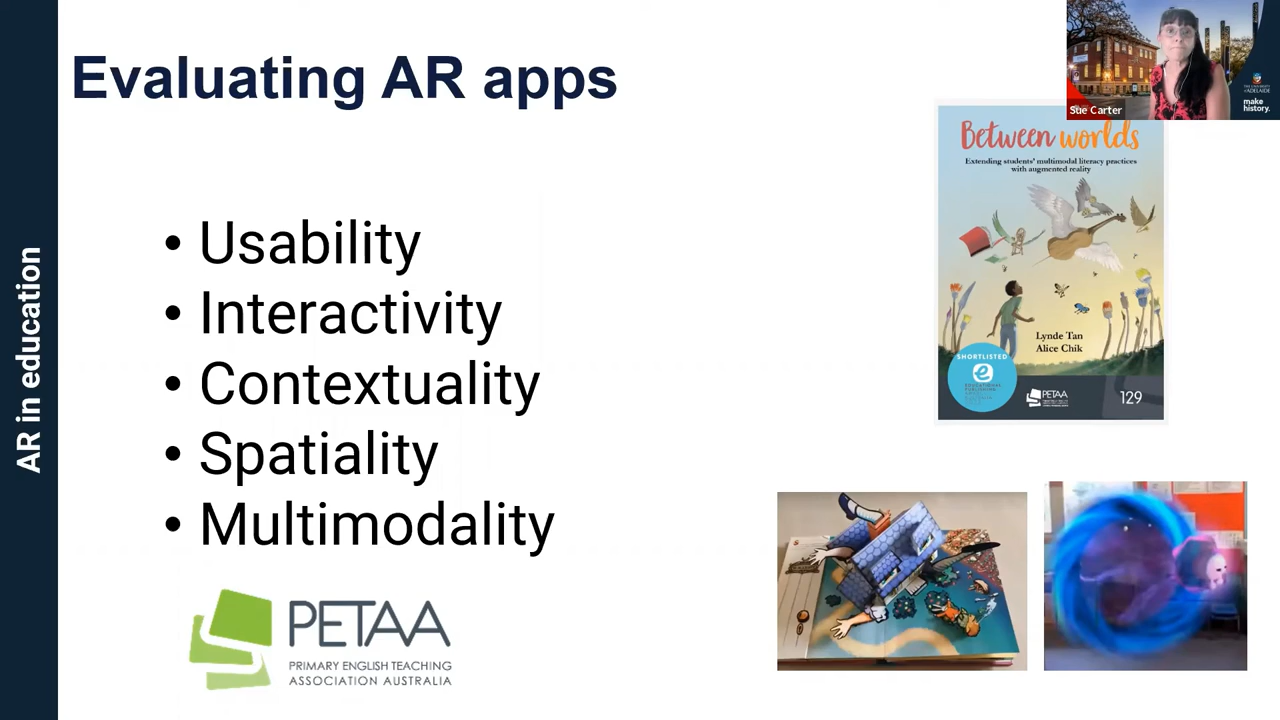 Evaluating AR apps
AR in education
• Usability
• Interactivity
• Contextuality
• Spatiality
• Multimodality
PETAA
PRIMARY ENGLISH TEACHING
ASSOCIATION AUSTRALIA
Sue Carter
make
history.
Between worlds
Extending students' multimodal literacy practices
with augmented reality
Lynde Tan
Alice Chik
SHORTLISTED
PETAA
129